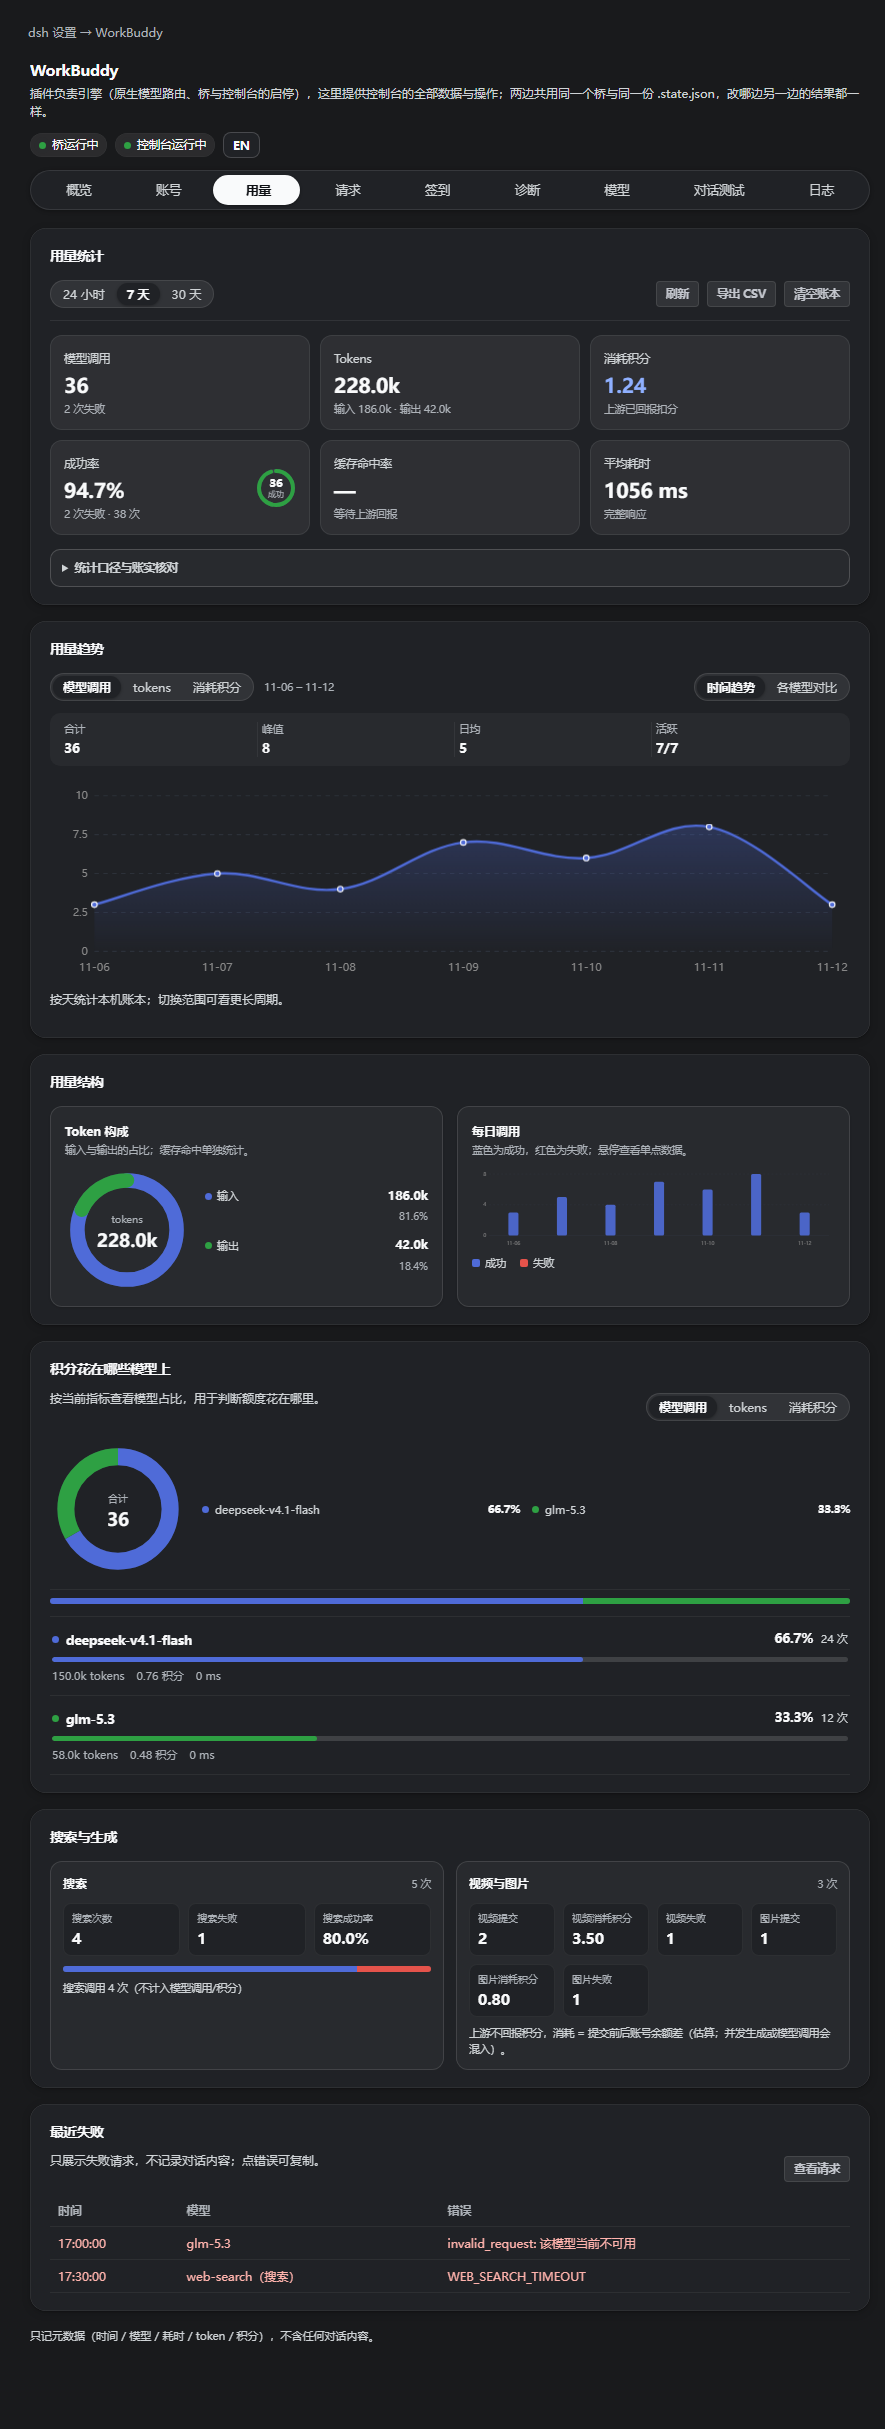 dsh 设置 → WorkBuddy
WorkBuddy
插件负责引擎（原生模型路由、桥与控制台的启停），这里提供控制台的全部数据与操作；两边共用同一个桥与同一份 .state.json，改哪边另一边的结果都一
样。
桥运行中 控制台运行中 EN
概览 账号 用量 请求 签到 诊断 模型 对话测试 日志
用量统计
24 小时 7 天 30 天 刷新 导出 CSV 清空账本
模型调用 Tokens 消耗积分
36 228.0k 1.24
2 次失败 输入 186.0k · 输出 42.0k 上游已回报扣分
成功率 缓存命中率 平均耗时
94.7% 36 成功 — 1056 ms
2 次失败 · 38 次 等待上游回报 完整响应
▸ 统计口径与账实核对
用量趋势
模型调用 tokens 消耗积分 11-06 – 11-12 时间趋势 各模型对比
合计 峰值 日均 活跃
36 8 5 7/7
10
7.5
5
2.5
0
11-06 11-07 11-08 11-09 11-10 11-11 11-12
按天统计本机账本；切换范围可看更长周期。
用量结构
Token 构成
输入与输出的占比；缓存命中单独统计。
tokens
228.0k
输入 186.0k
81.6%
输出 42.0k
18.4%
每日调用
蓝色为成功，红色为失败；悬停查看单点数据。
8
4
0
11-06 11-08 11-10 11-12
成功 失败
积分花在哪些模型上
按当前指标查看模型占比，用于判断额度花在哪里。
模型调用 tokens 消耗积分
合计
36
deepseek-v4.1-flash 66.7% glm-5.3 33.3%
deepseek-v4.1-flash 66.7% 24 次
150.0k tokens 0.76 积分 0 ms
glm-5.3 33.3% 12 次
58.0k tokens 0.48 积分 0 ms
搜索与生成
搜索 5 次
搜索次数 搜索失败 搜索成功率
4 1 80.0%
搜索调用 4 次（不计入模型调用/积分）
视频与图片 3 次
视频提交 视频消耗积分 视频失败 图片提交
2 3.50 1 1
图片消耗积分 图片失败
0.80 1
上游不回报积分，消耗 = 提交前后账号余额差（估算；并发生成或模型调用会
混入）。
最近失败
只展示失败请求，不记录对话内容；点错误可复制。
查看请求
时间 模型 错误
17:00:00 glm-5.3 invalid_request: 该模型当前不可用
17:30:00 web-search（搜索） WEB_SEARCH_TIMEOUT
只记元数据（时间 / 模型 / 耗时 / token / 积分），不含任何对话内容。